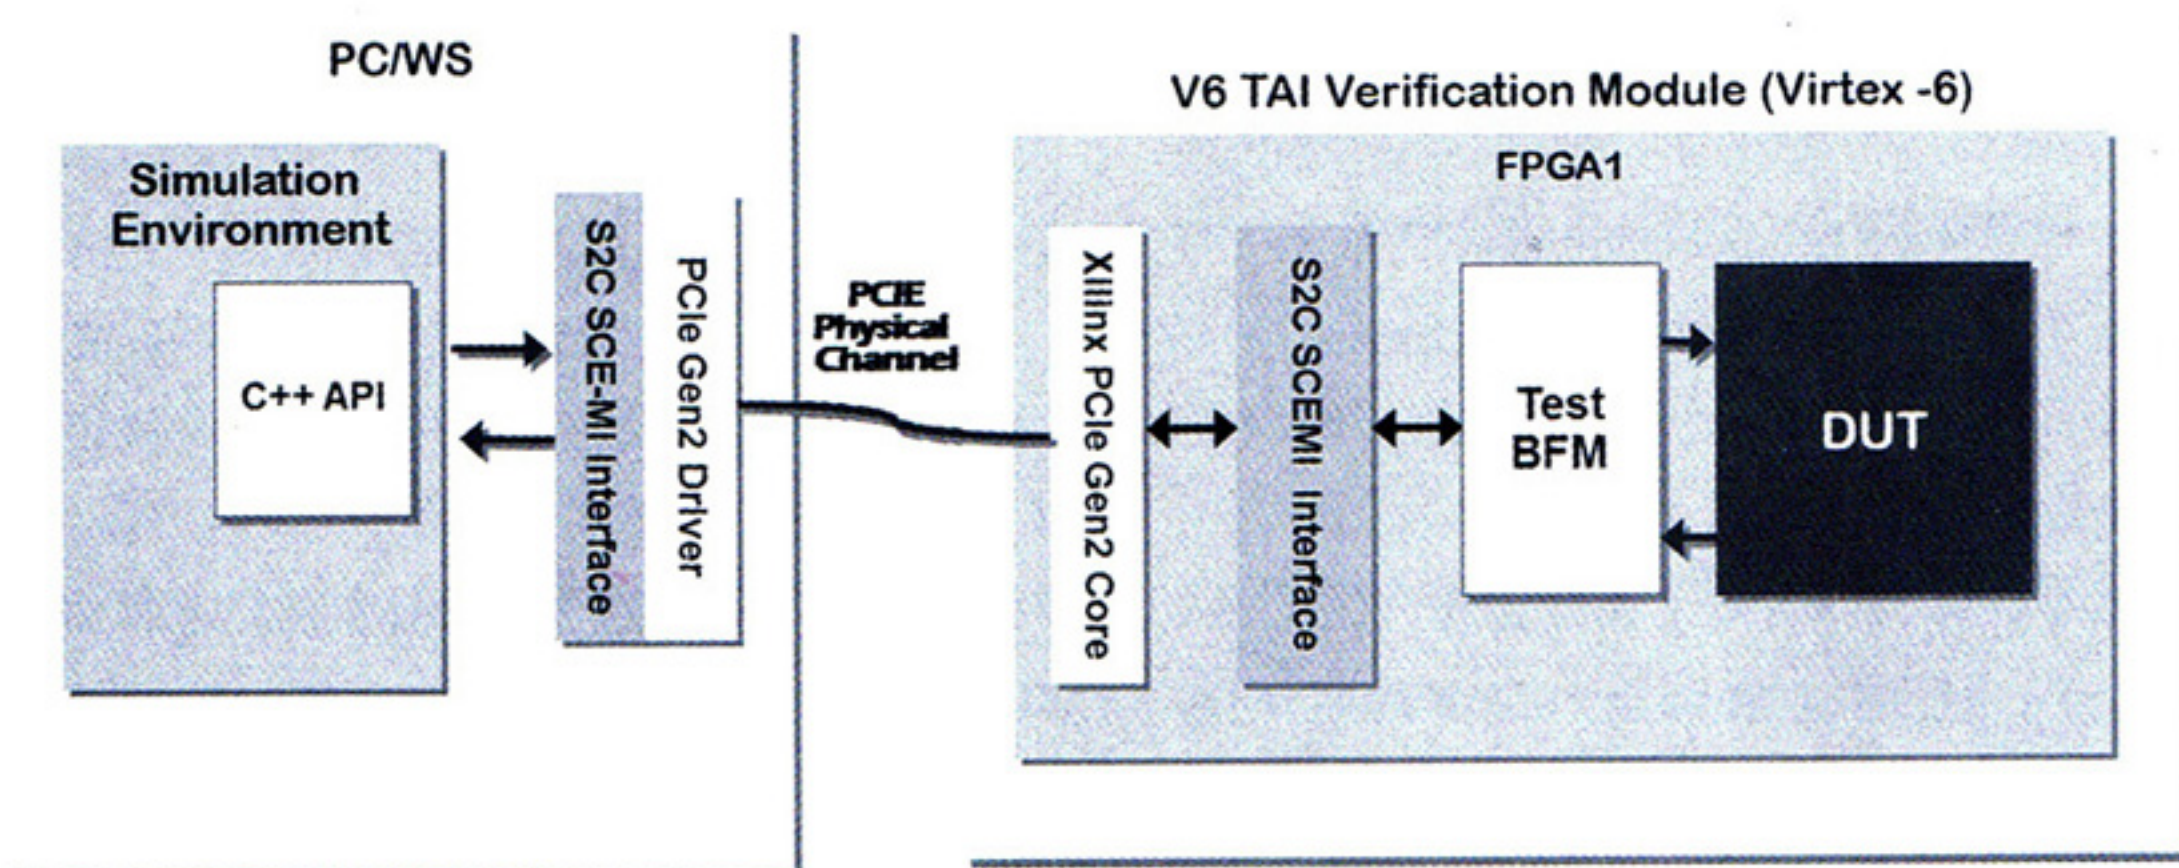 PC/WS
Simulation
Environment
C++ API
S2C SCE-MI Interface
PCIe Gen2 Driver
PCIE
Physical
Channel
V6 TAI Verification Module (Virtex -6)
FPGA1
Xilinx PCIe Gen2 Core
S2C SCEMI Interface
Test
BFM
DUT